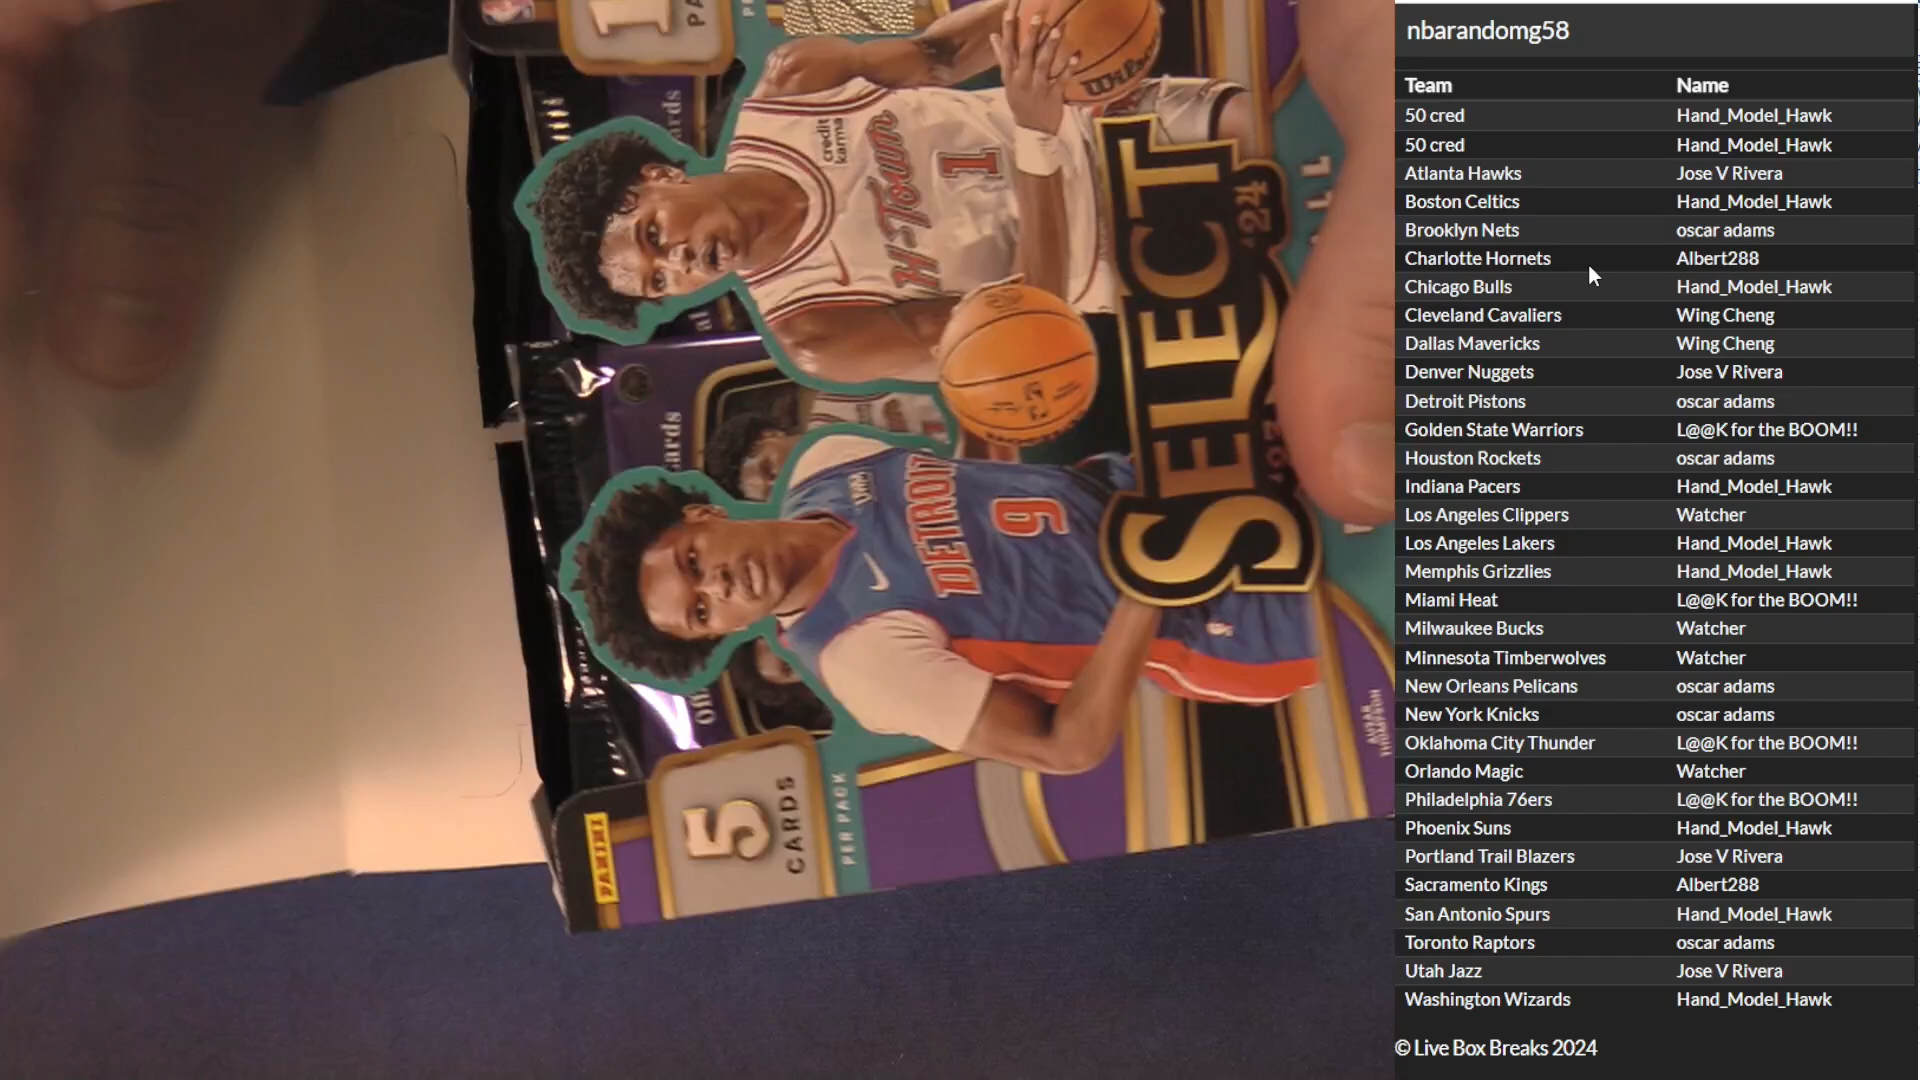 nbarandomg58
Team Name
50 cred Hand_Model_Hawk
50 cred Hand_Model_Hawk
Atlanta Hawks Jose V Rivera
Boston Celtics Hand_Model_Hawk
Brooklyn Nets oscar adams
Charlotte Hornets Albert288
Chicago Bulls Hand_Model_Hawk
Cleveland Cavaliers Wing Cheng
Dallas Mavericks Wing Cheng
Denver Nuggets Jose V Rivera
Detroit Pistons oscar adams
Golden State Warriors L@@K for the BOOM!!
Houston Rockets oscar adams
Indiana Pacers Hand_Model_Hawk
Los Angeles Clippers Watcher
Los Angeles Lakers Hand_Model_Hawk
Memphis Grizzlies Hand_Model_Hawk
Miami Heat L@@K for the BOOM!!
Milwaukee Bucks Watcher
Minnesota Timberwolves Watcher
New Orleans Pelicans oscar adams
New York Knicks oscar adams
Oklahoma City Thunder L@@K for the BOOM!!
Orlando Magic Watcher
Philadelphia 76ers L@@K for the BOOM!!
Phoenix Suns Hand_Model_Hawk
Portland Trail Blazers Jose V Rivera
Sacramento Kings Albert288
San Antonio Spurs Hand_Model_Hawk
Toronto Raptors oscar adams
Utah Jazz Jose V Rivera
Washington Wizards Hand_Model_Hawk
© Live Box Breaks 2024
SELECT
'24
H-Town
1
credit
karma
Wilson
DETROIT
9
PANINI
5
CARDS
PER PACK
AUSAR
THOMPSON